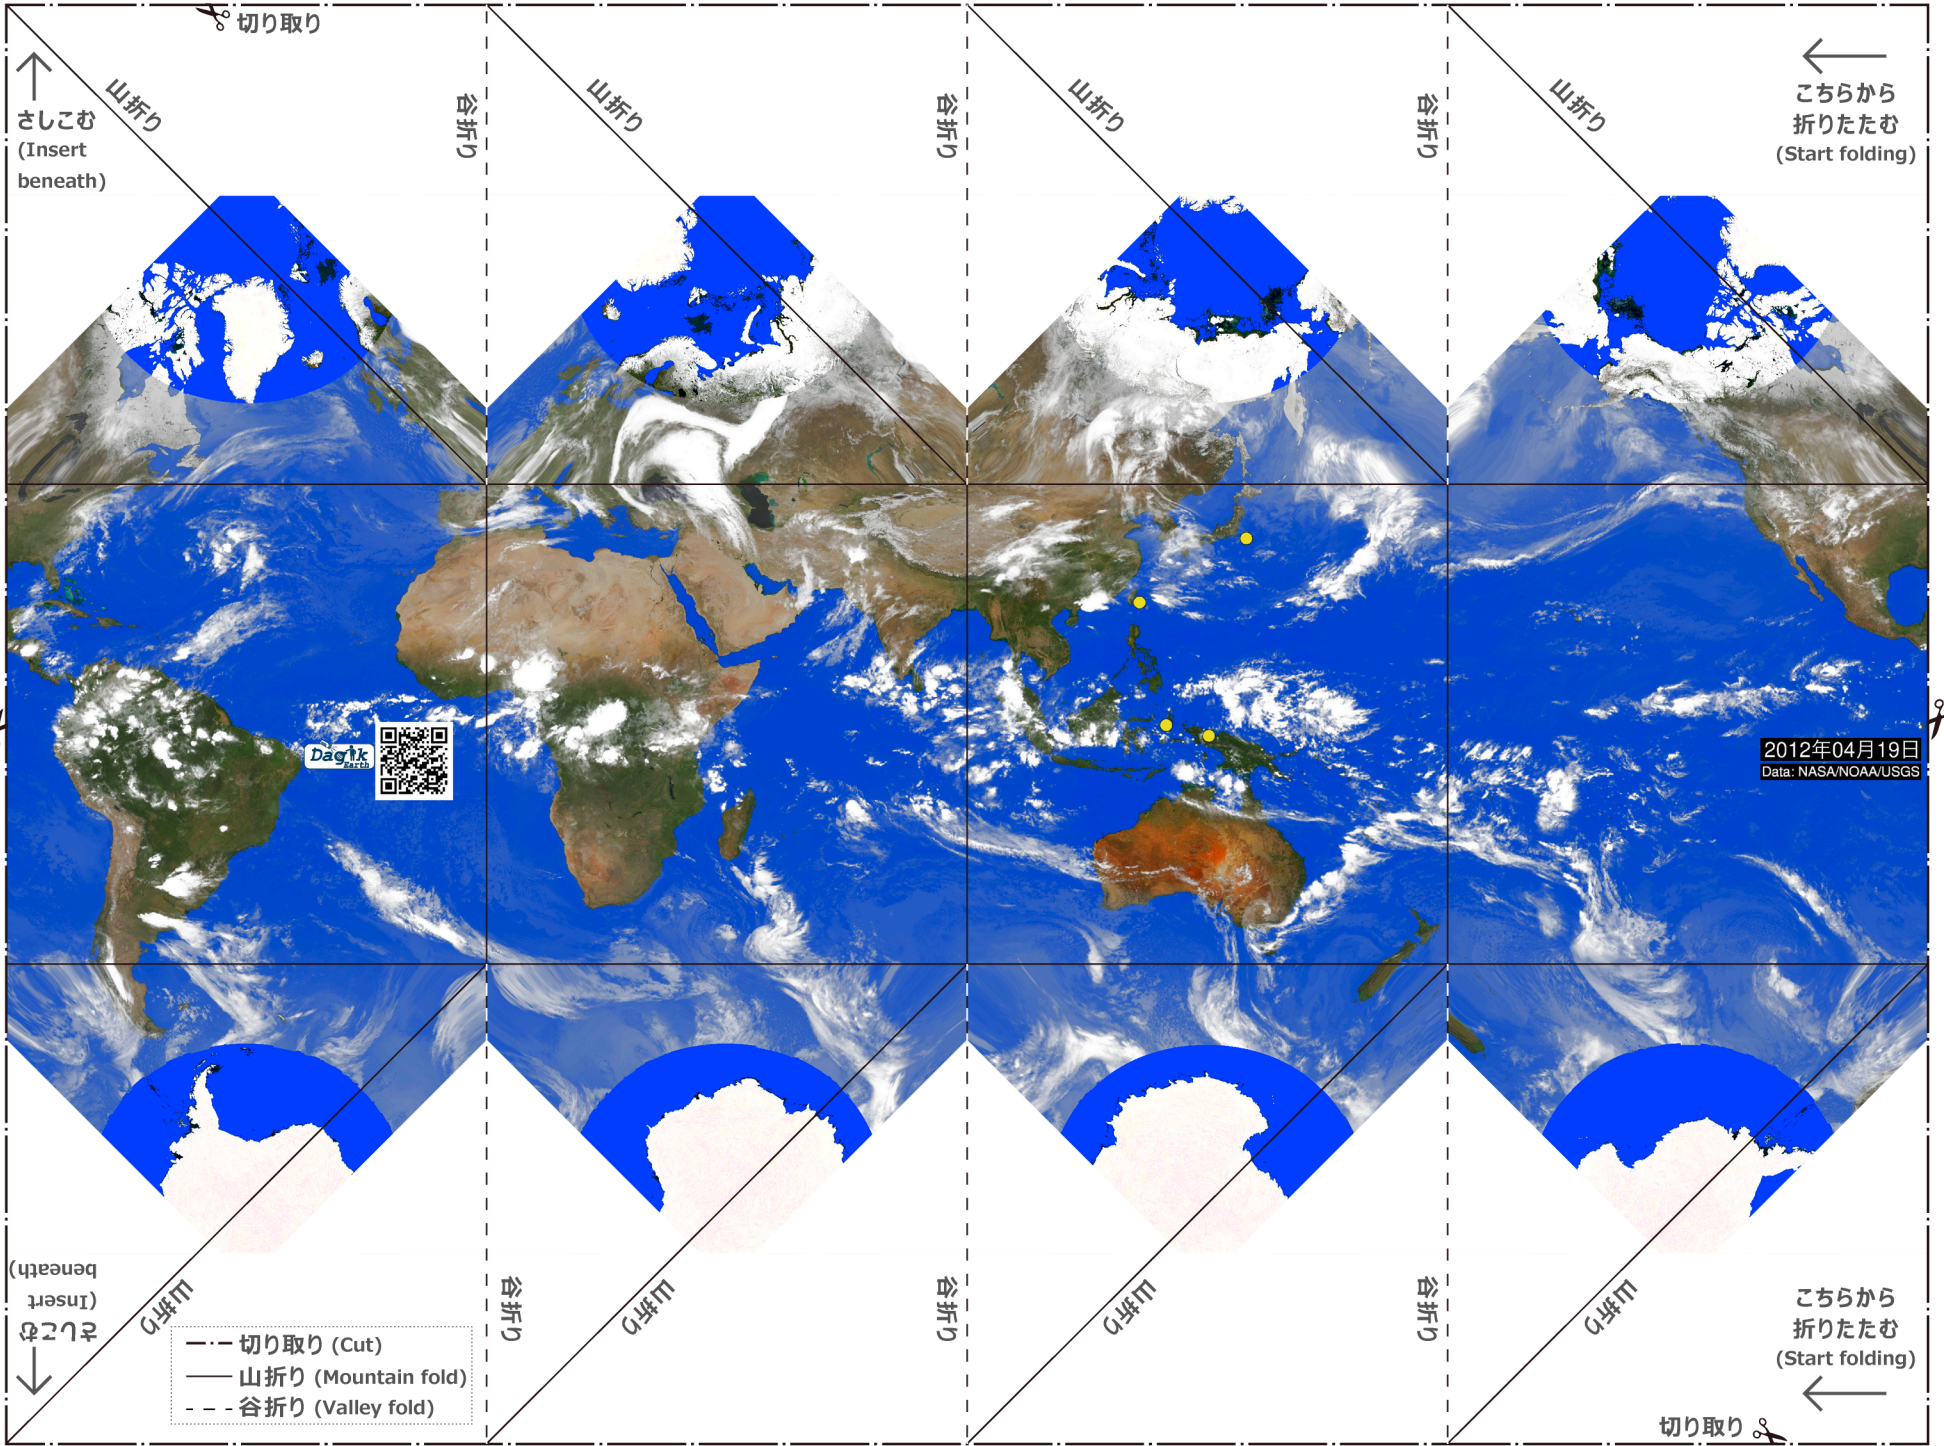 切り取り
山折り
谷折り
山折り
谷折り
山折り
谷折り
山折り
さしこむ
(Insert
beneath)
こちらから
折りたたむ
(Start folding)
Dagik
Earth
2012年04月19日
Data: NASA/NOAA/USGS
さしこむ
(Insert
beneath)
山折り
谷折り
山折り
谷折り
山折り
谷折り
山折り
切り取り (Cut)
山折り (Mountain fold)
谷折り (Valley fold)
こちらから
折りたたむ
(Start folding)
切り取り